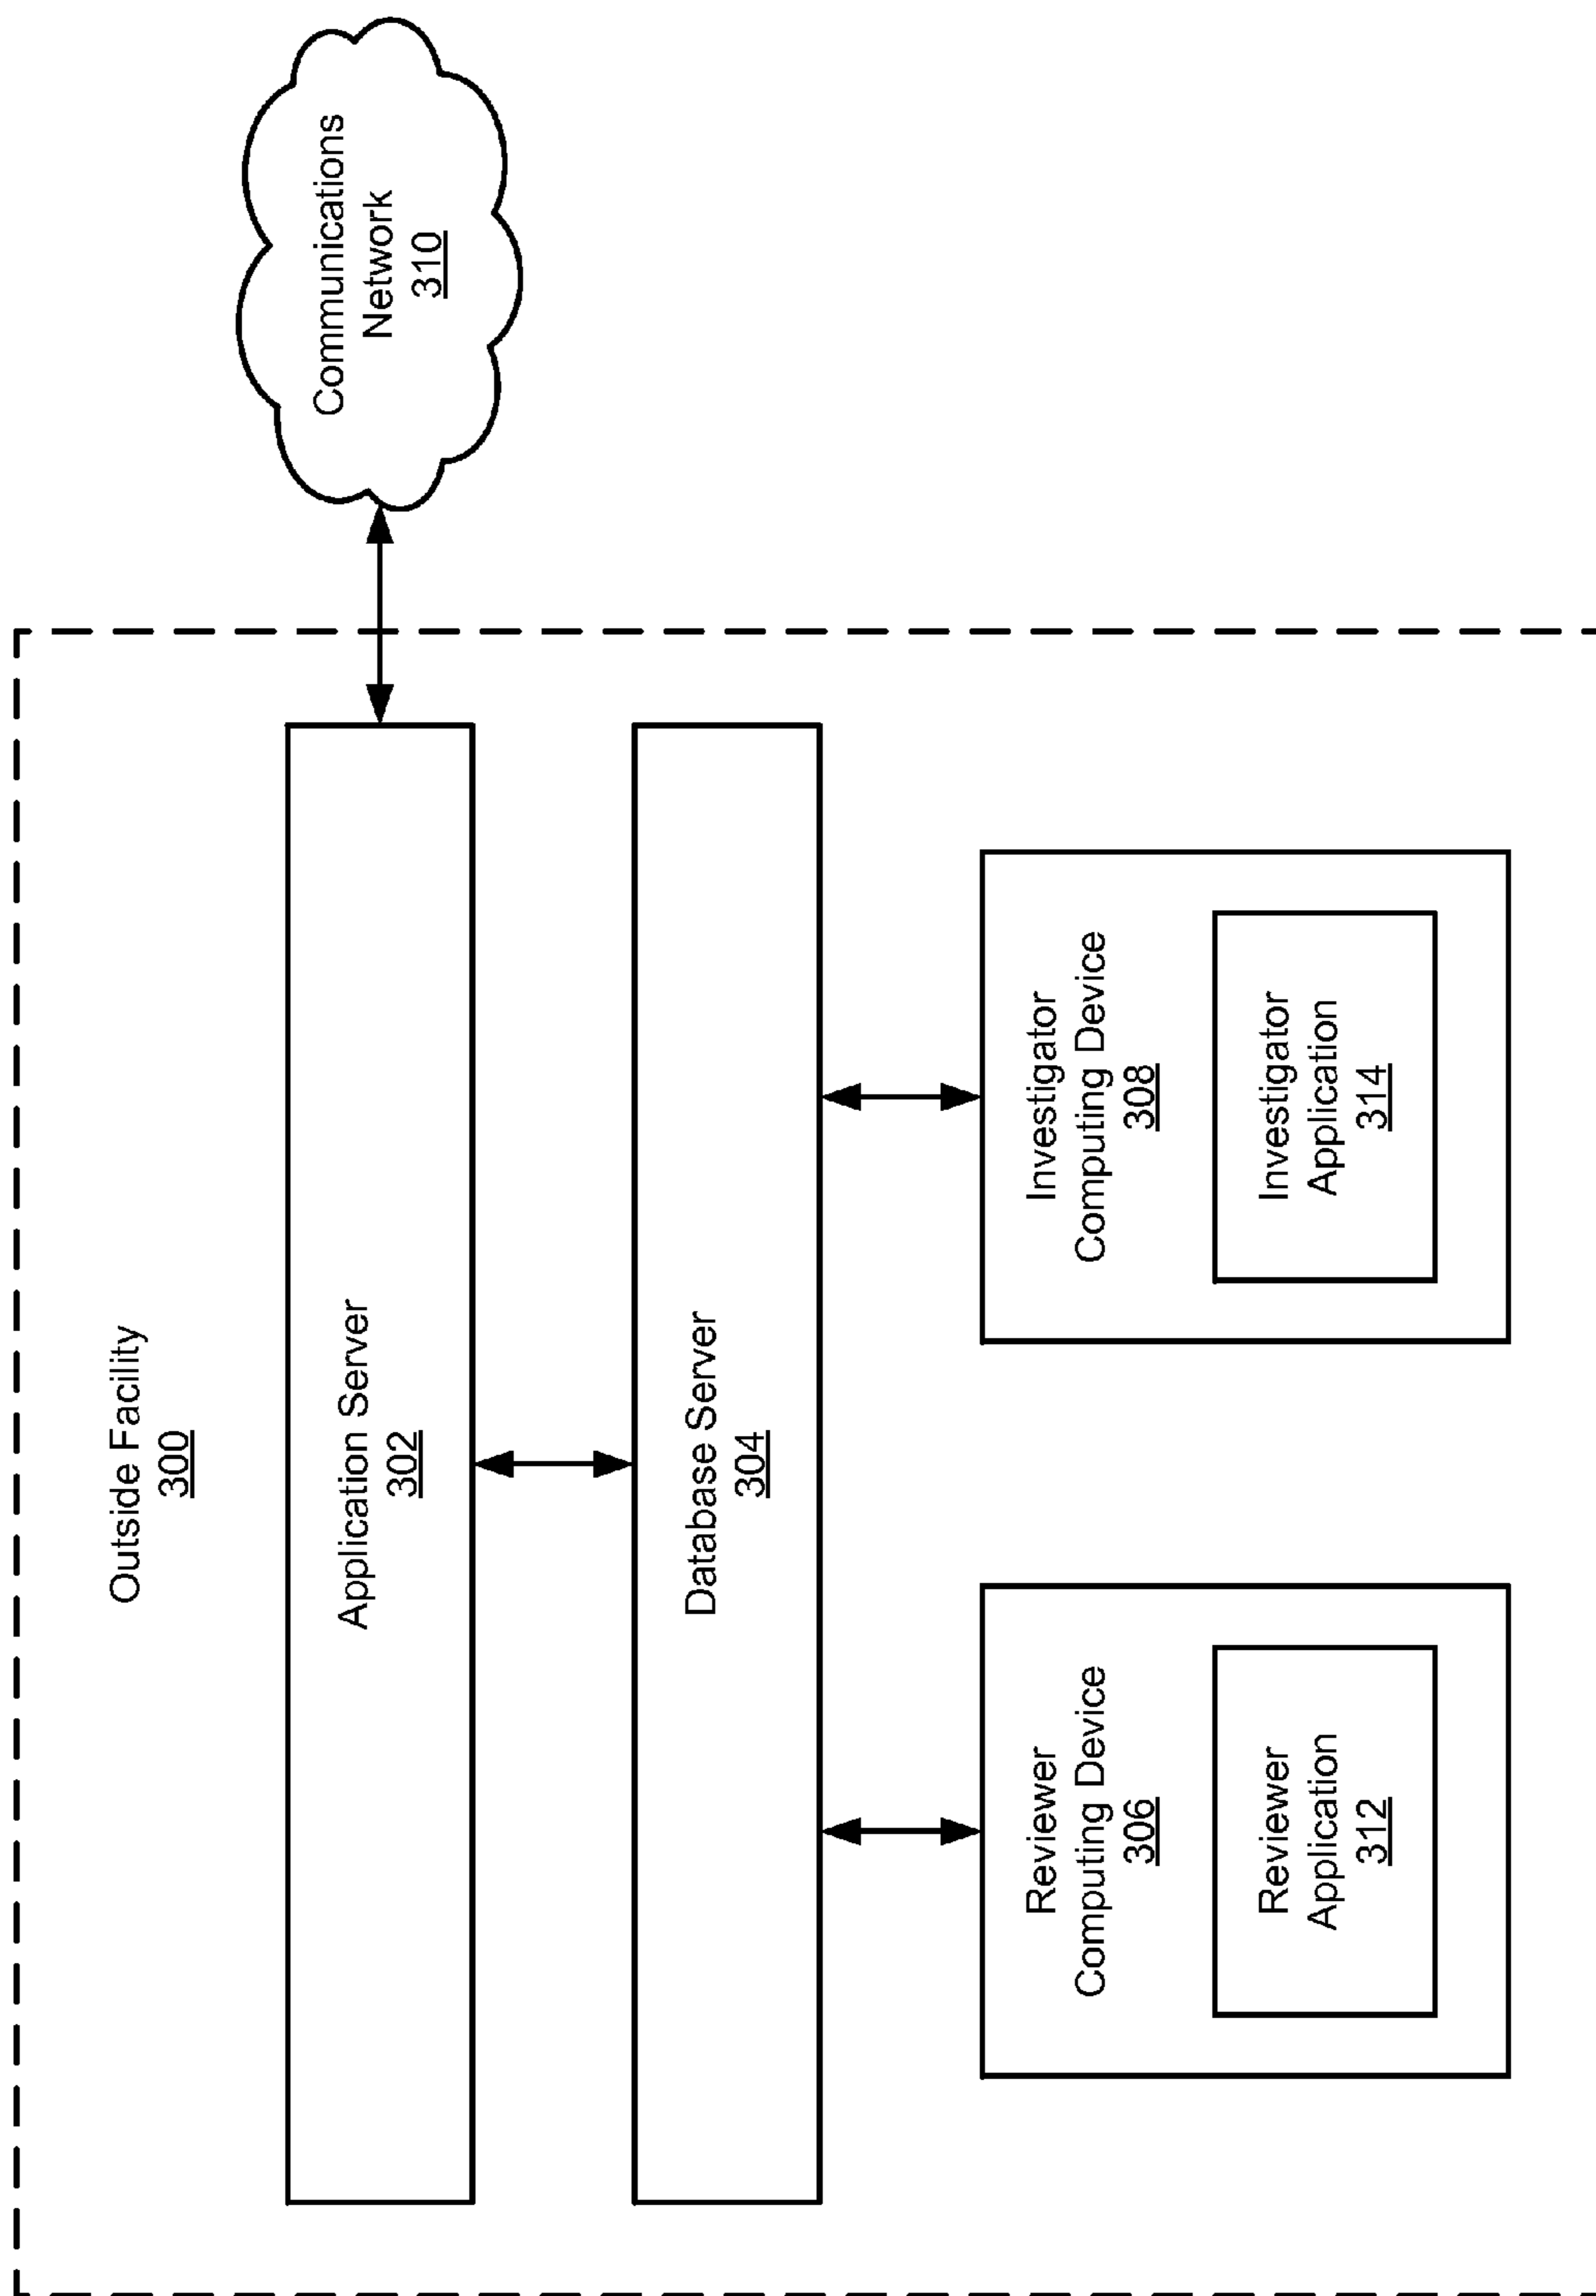 Outside Facility
300
Application Server
302
Communications
Network
310
Database Server
304
Reviewer
Computing Device
306
Reviewer
Application
312
Investigator
Computing Device
308
Investigator
Application
314